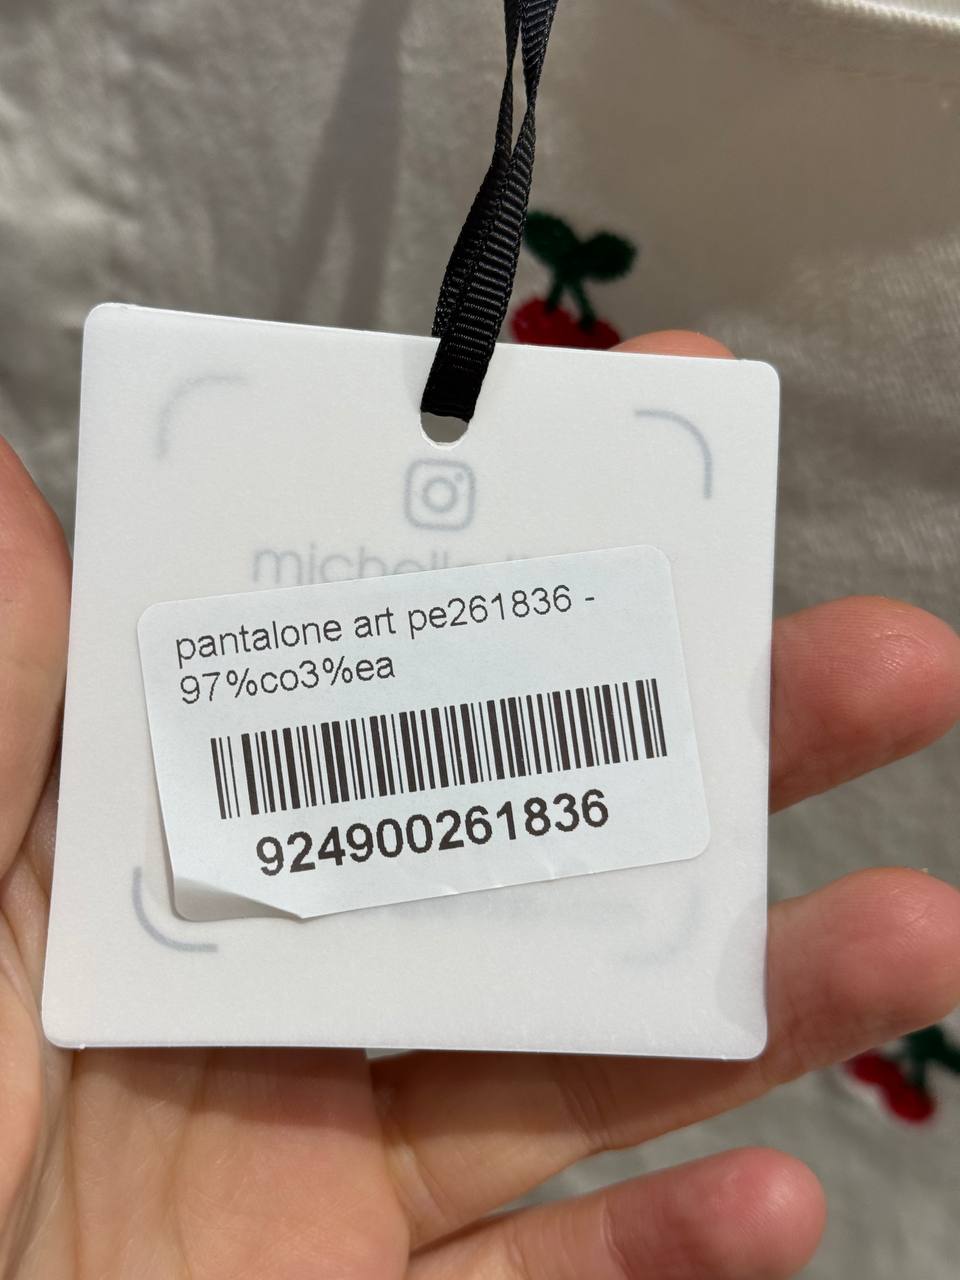 pantalone art pe261836 -
97%co3%ea
924900261836